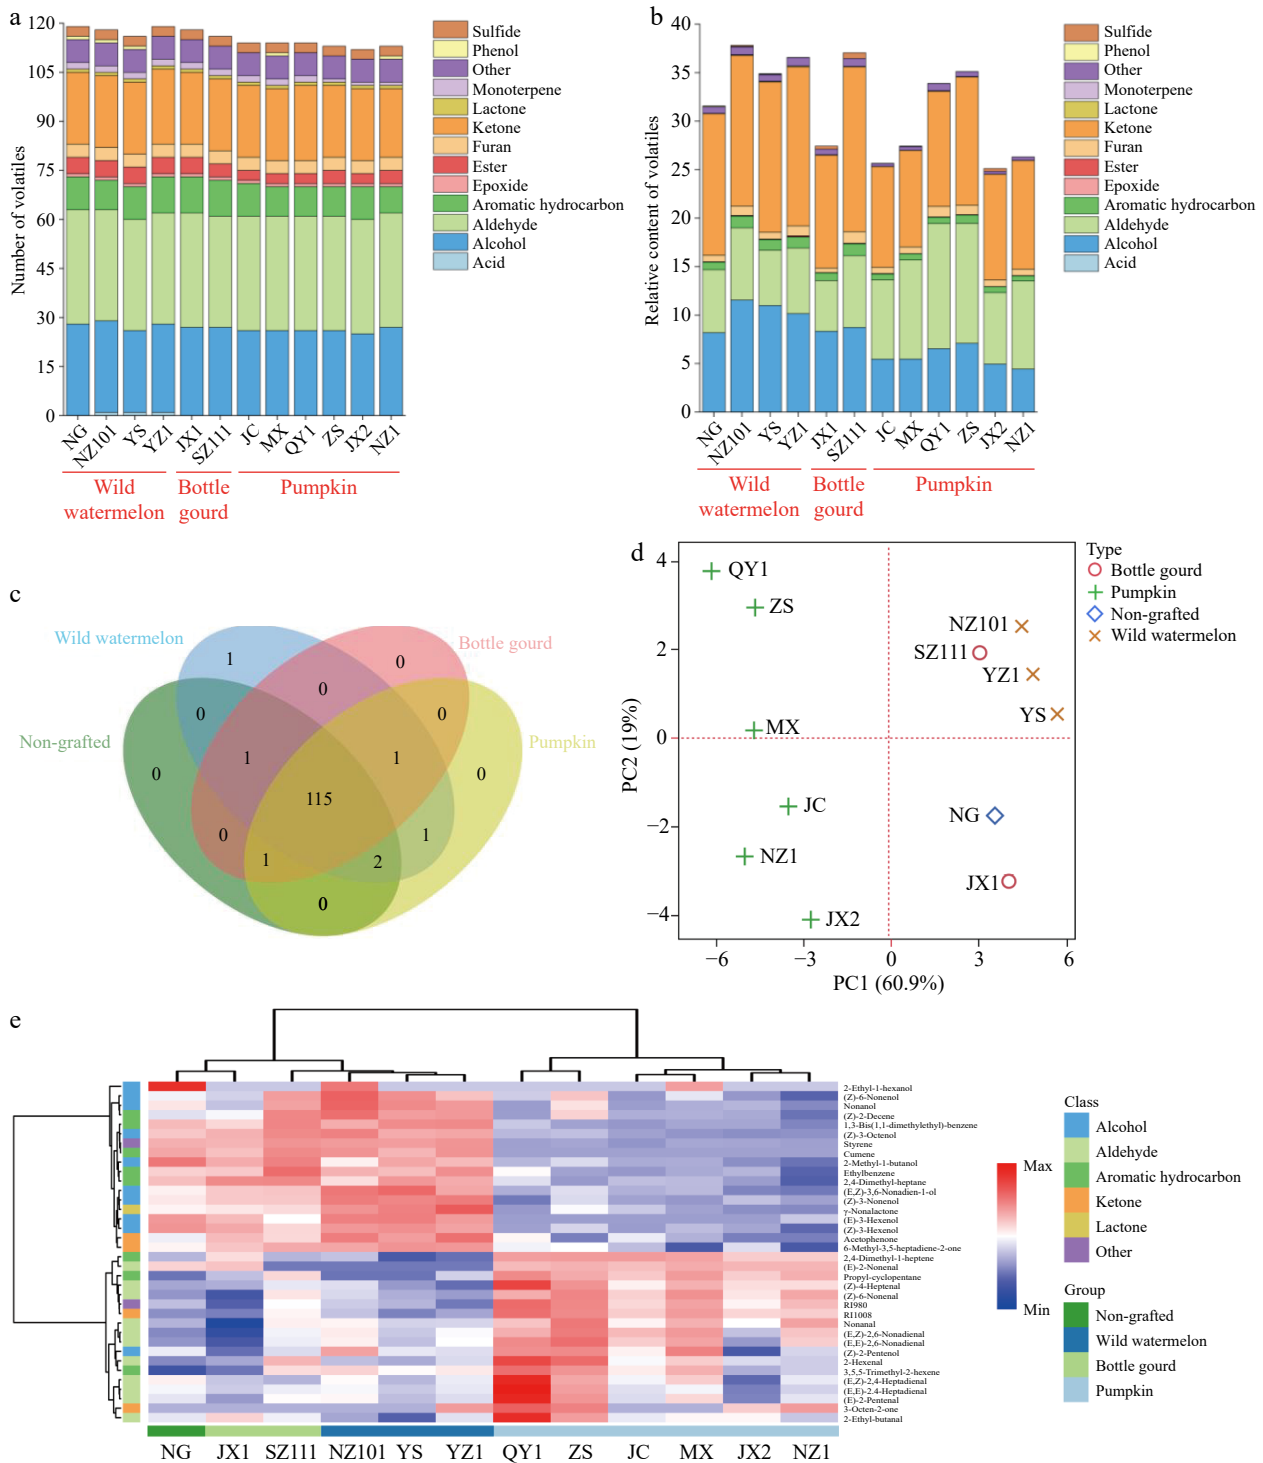 a
120
105
90
75
60
45
30
15
0
Number of volatiles
NG
NZ101
YS
YZ1
JX1
SZ111
JC
MX
QY1
ZS
JX2
NZ1
Wild
watermelon
Bottle
gourd
Pumpkin
Sulfide
Phenol
Other
Monoterpene
Lactone
Ketone
Furan
Ester
Epoxide
Aromatic hydrocarbon
Aldehyde
Alcohol
Acid
b
40
35
30
25
20
15
10
5
0
Relative content of volatiles
NG
NZ101
YS
YZ1
JX1
SZ111
JC
MX
QY1
ZS
JX2
NZ1
Wild
watermelon
Bottle
gourd
Pumpkin
Sulfide
Phenol
Other
Monoterpene
Lactone
Ketone
Furan
Ester
Epoxide
Aromatic hydrocarbon
Aldehyde
Alcohol
Acid
c
Wild watermelon
Bottle gourd
Non-grafted
Pumpkin
1
0
0
0
0
0
1
1
0
115
0
1
1
2
0
d
4
2
0
−2
−4
PC2 (19%)
−6
−3
0
3
6
PC1 (60.9%)
QY1
ZS
NZ101
SZ111
YZ1
YS
MX
JC
NG
NZ1
JX1
JX2
Type
Bottle gourd
Pumpkin
Non-grafted
Wild watermelon
e
2-Ethyl-1-hexanol
(Z)-6-Nonenol
Nonanol
(Z)-2-Decene
1,3-Bis(1,1-dimethylethyl)-benzene
(Z)-3-Octenol
Styrene
Cumene
2-Methyl-1-butanol
Ethylbenzene
2,4-Dimethyl-heptane
(E,Z)-3,6-Nonadien-1-ol
(Z)-3-Nonenol
γ-Nonalactone
(E)-3-Hexenol
(Z)-3-Hexenol
Acetophenone
6-Methyl-3,5-heptadiene-2-one
2,4-Dimethyl-1-heptene
(E)-2-Nonenal
Propyl-cyclopentane
(Z)-4-Heptenal
(Z)-6-Nonenal
RI980
RI1008
Nonanal
(E,Z)-2,6-Nonadienal
(E,E)-2,6-Nonadienal
(Z)-2-Pentenol
2-Hexenal
3,5,5-Trimethyl-2-hexene
(E,Z)-2,4-Heptadienal
(E,E)-2.4-Heptadienal
(E)-2-Pentenal
3-Octen-2-one
2-Ethyl-butanal
NG
JX1
SZ111
NZ101
YS
YZ1
QY1
ZS
JC
MX
JX2
NZ1
Max
Min
Class
Alcohol
Aldehyde
Aromatic hydrocarbon
Ketone
Lactone
Other
Group
Non-grafted
Wild watermelon
Bottle gourd
Pumpkin